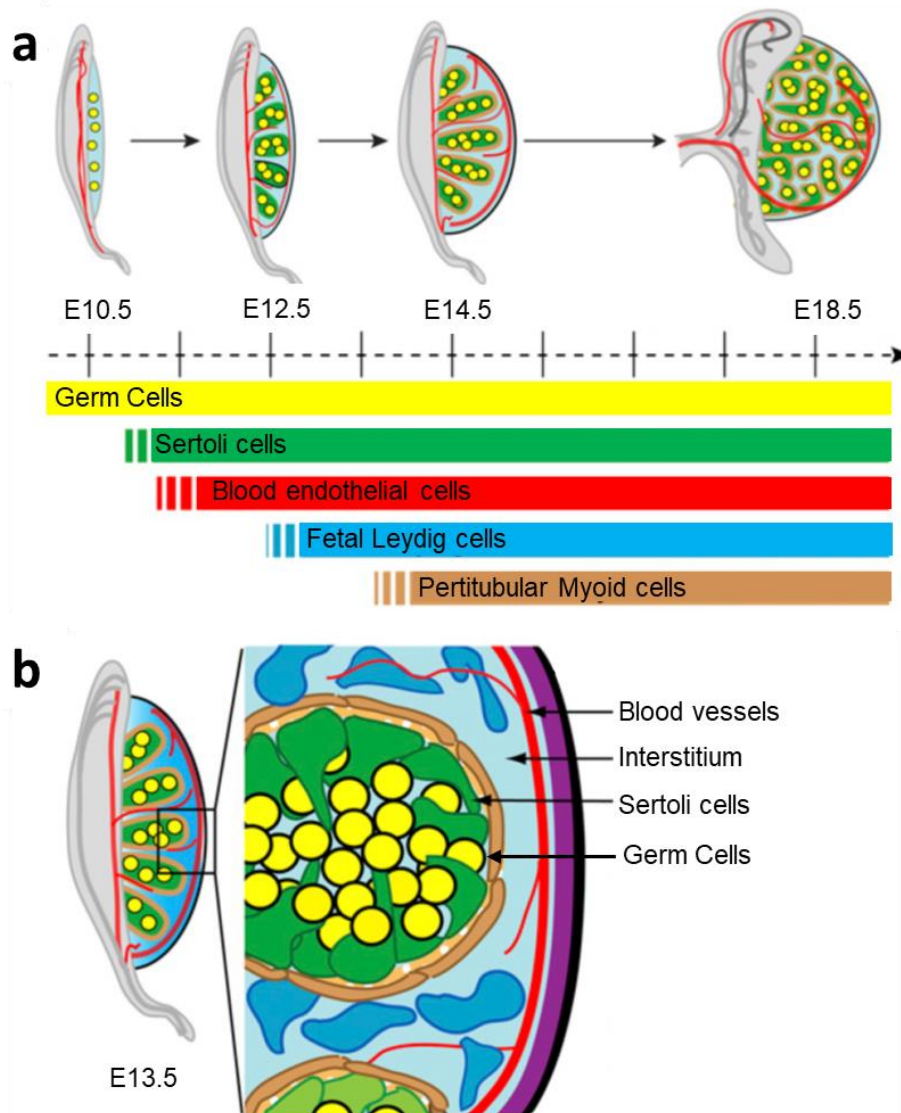 a
E10.5
E12.5
E14.5
E18.5
Germ Cells
Sertoli cells
Blood endothelial cells
Fetal Leydig cells
Pertitubular Myoid cells
b
Blood vessels
Interstitium
Sertoli cells
Germ Cells
E13.5